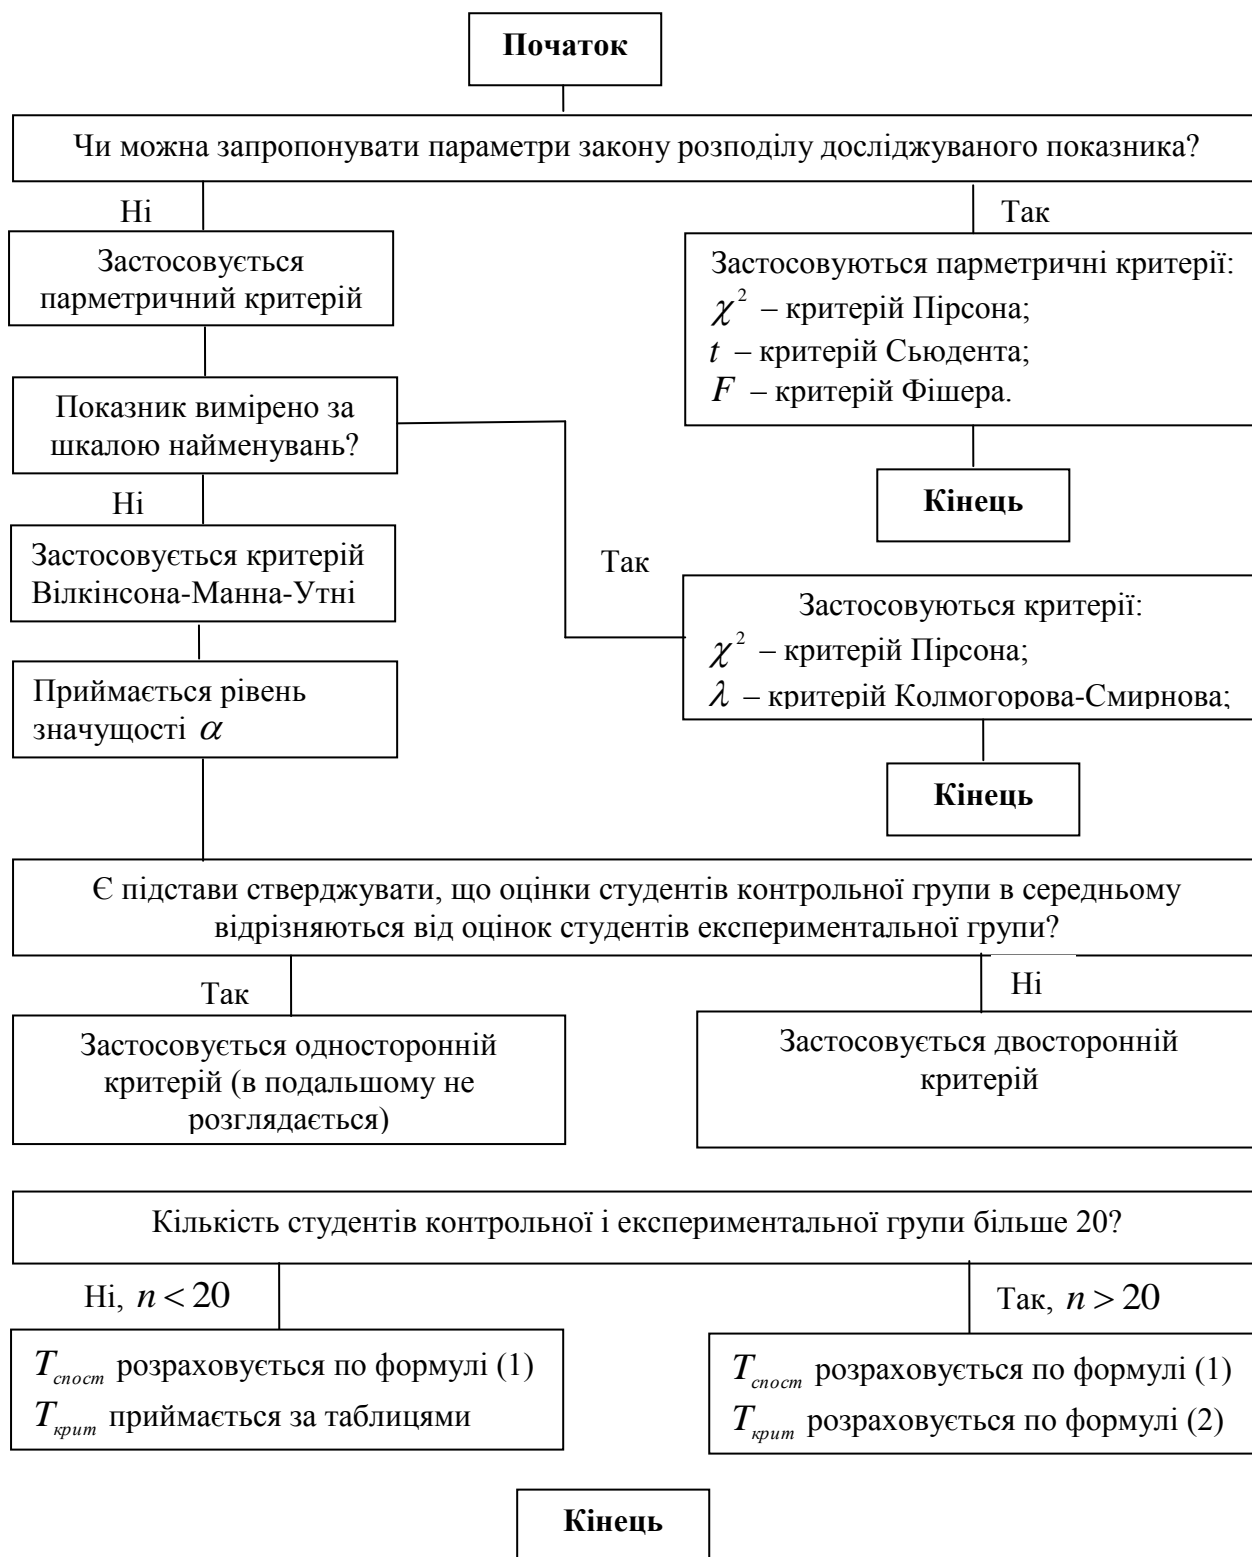 Початок
Чи можна запропонувати параметри закону розподілу досліджуваного показника?
Ні
Так
Застосовується
парметричний критерій
Застосовуються парметричні критерії:
χ² – критерій Пірсона;
t – критерій Сьюдента;
F – критерій Фішера.
Показник вимірено за
шкалою найменувань?
Кінець
Ні
Застосовується критерій
Вілкінсона-Манна-Утні
Так
Застосовуються критерії:
χ² – критерій Пірсона;
λ – критерій Колмогорова-Смирнова;
Приймається рівень
значущості α
Кінець
Є підстави стверджувати, що оцінки студентів контрольної групи в середньому
відрізняються від оцінок студентів експериментальної групи?
Так
Ні
Застосовується односторонній
критерій (в подальшому не
розглядається)
Застосовується двосторонній
критерій
Кількість студентів контрольної і експериментальної групи більше 20?
Ні, n < 20
Так, n > 20
Tспост розраховується по формулі (1)
Tкрит приймається за таблицями
Tспост розраховується по формулі (1)
Tкрит розраховується по формулі (2)
Кінець